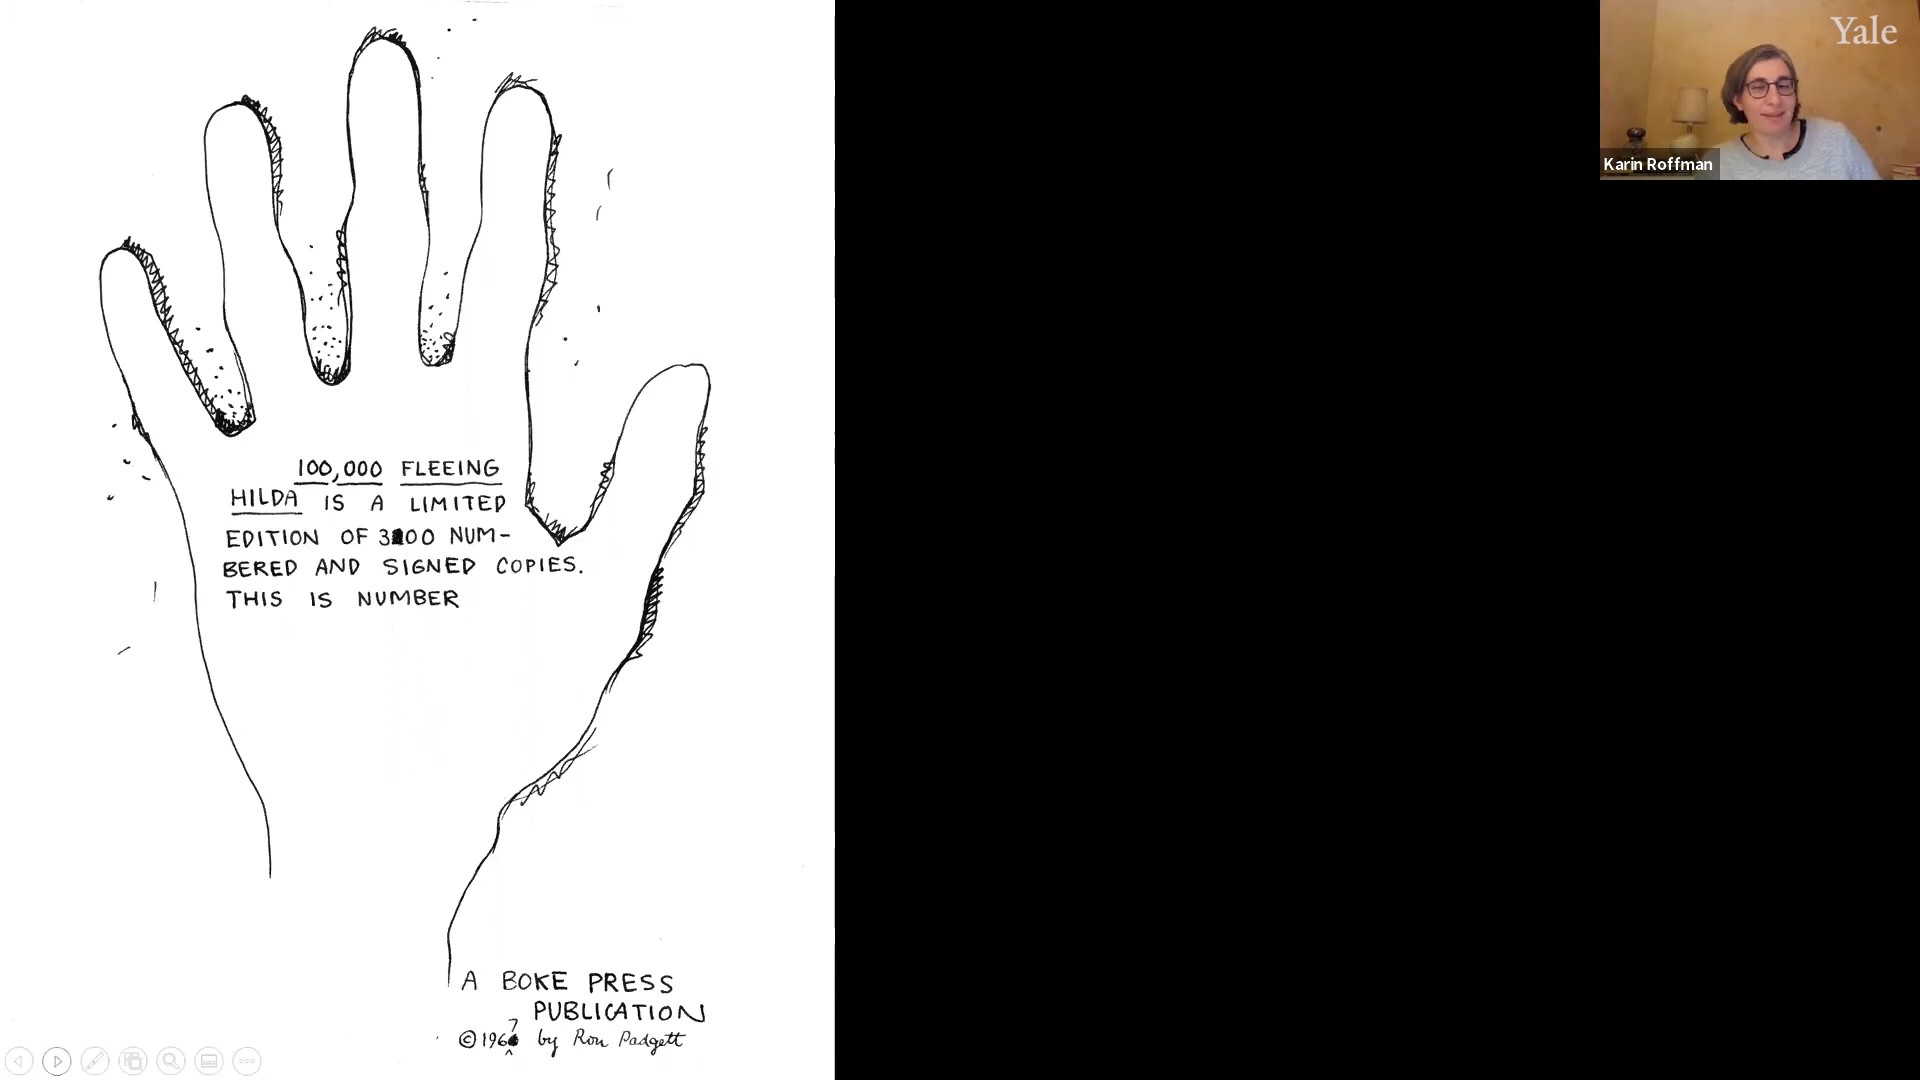 100,000 FLEEING
HILDA IS A LIMITED
EDITION OF 300 NUM-
BERED AND SIGNED COPIES.
THIS IS NUMBER
A BOKE PRESS
PUBLICATION
© 1967 by Ron Padgett
Yale
Karin Roffman